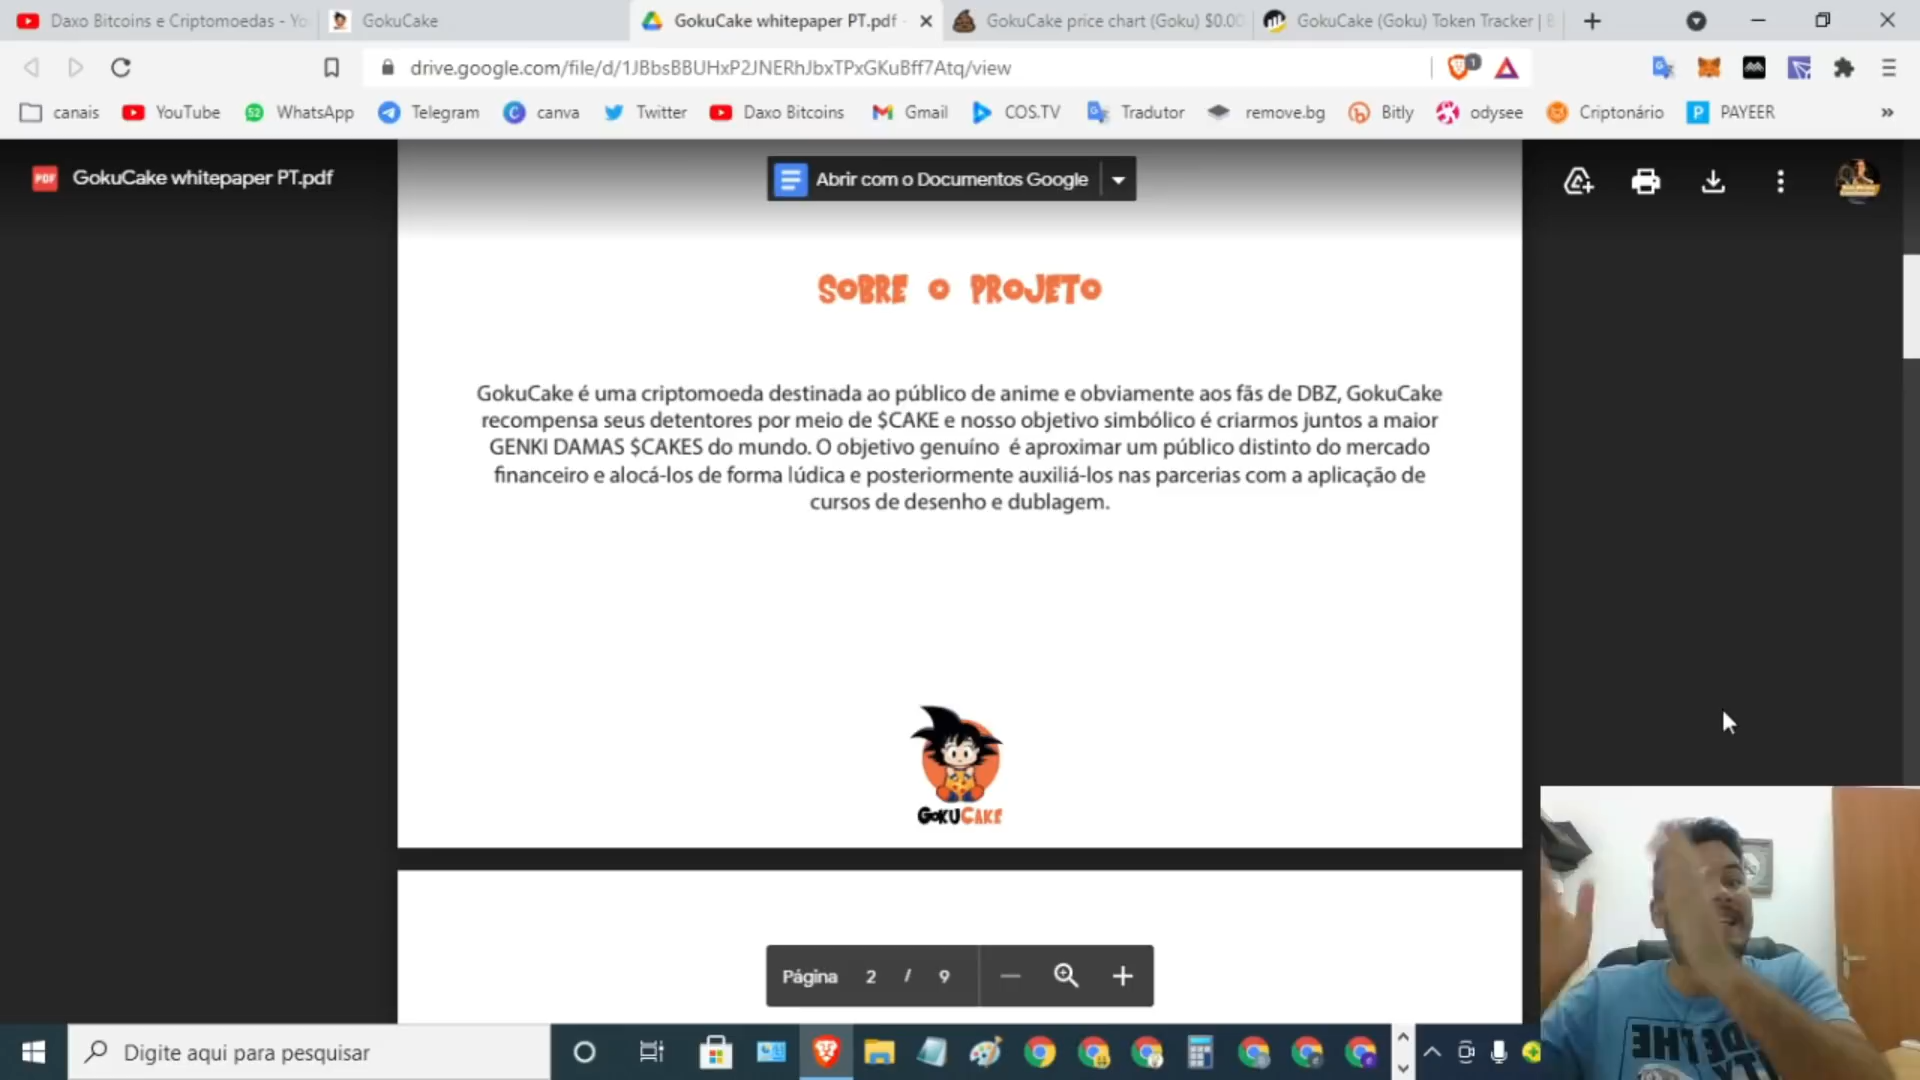 Daxo Bitcoins e Criptomoedas - Yo
GokuCake
GokuCake whitepaper PT.pdf -
GokuCake price chart (Goku) $0.00
GokuCake (Goku) Token Tracker | B
drive.google.com/file/d/1JBbsBBUHxP2JNERhJbxTPxGKuBff7Atq/view
1
canais
YouTube
52
WhatsApp
Telegram
canva
Twitter
Daxo Bitcoins
Gmail
COS.TV
Tradutor
remove.bg
Bitly
odysee
Criptonário
PAYEER
»
PDF
GokuCake whitepaper PT.pdf
Abrir com o Documentos Google
SOBRE O PROJETO
GokuCake é uma criptomoeda destinada ao público de anime e obviamente aos fãs de DBZ, GokuCake
recompensa seus detentores por meio de $CAKE e nosso objetivo simbólico é criarmos juntos a maior
GENKI DAMAS $CAKES do mundo. O objetivo genuíno é aproximar um público distinto do mercado
financeiro e alocá-los de forma lúdica e posteriormente auxiliá-los nas parcerias com a aplicação de
cursos de desenho e dublagem.
GOKUCAKE
Página 2 / 9
Digite aqui para pesquisar